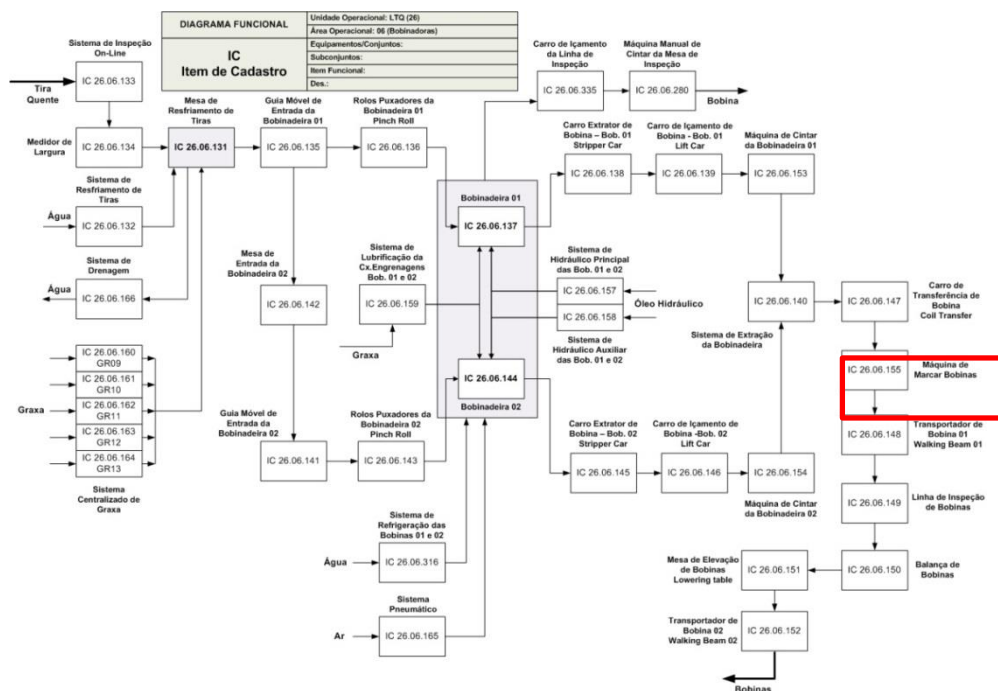 DIAGRAMA FUNCIONAL
IC
Item de Cadastro
Unidade Operacional: LTQ (26)
Área Operacional: 06 (Bobinadoras)
Equipamentos/Conjuntos:
Subconjuntos:
Item Funcional:
Des.:
Sistema de Inspeção
On-Line
IC 26.06.133
Tira
Quente
Medidor de
Largura
IC 26.06.134
Mesa de
Resfriamento de
Tiras
IC 26.06.131
Guia Móvel de
Entrada da
Bobinadeira 01
IC 26.06.135
Rolos Puxadores da
Bobinadeira 01
Pinch Roll
IC 26.06.136
Carro de Içamento
da Linha de
Inspeção
IC 26.06.335
Máquina Manual de
Cintar da Mesa de
Inspeção
IC 26.06.280
Bobina
Carro Extrator de
Bobina – Bob. 01
Stripper Car
IC 26.06.138
Carro de Içamento de
Bobina - Bob. 01
Lift Car
IC 26.06.139
Máquina de Cintar
da Bobinadeira 01
IC 26.06.153
Sistema de
Resfriamento de
Tiras
Água
IC 26.06.132
Sistema de
Drenagem
Água
IC 26.06.166
Bobinadeira 01
IC 26.06.137
Mesa de
Entrada da
Bobinadeira 02
IC 26.06.142
Sistema de
Lubrificação da
Cx.Engrenagens
Bob. 01 e 02
IC 26.06.159
Graxa
Sistema de
Hidráulico Principal
das Bob. 01 e 02
IC 26.06.157
Óleo Hidráulico
IC 26.06.158
Sistema de
Hidráulico Auxiliar
das Bob. 01 e 02
IC 26.06.140
Sistema de Extração
da Bobinadeira
IC 26.06.147
Carro de
Transferência de
Bobina
Coil Transfer
IC 26.06.144
Bobinadeira 02
IC 26.06.155
Máquina de
Marcar Bobinas
IC 26.06.148
Transportador de
Bobina 01
Walking Beam 01
Graxa
IC 26.06.160
GR09
IC 26.06.161
GR10
IC 26.06.162
GR11
IC 26.06.163
GR12
IC 26.06.164
GR13
Sistema
Centralizado de
Graxa
Guia Móvel de
Entrada da
Bobinadeira 02
IC 26.06.141
Rolos Puxadores da
Bobinadeira 02
Pinch Roll
IC 26.06.143
Carro Extrator de
Bobina – Bob. 02
Stripper Car
IC 26.06.145
Carro de Içamento de
Bobina -Bob. 02
Lift Car
IC 26.06.146
IC 26.06.154
Máquina de Cintar
da Bobinadeira 02
IC 26.06.149
Linha de Inspeção
de Bobinas
Sistema de
Refrigeração das
Bobinas 01 e 02
Água
IC 26.06.316
Mesa de Elevação
de Bobinas
Lowering table
IC 26.06.151
IC 26.06.150
Balança de
Bobinas
Sistema
Pneumático
Ar
IC 26.06.165
Transportador de
Bobina 02
Walking Beam 02
IC 26.06.152
Bobinas